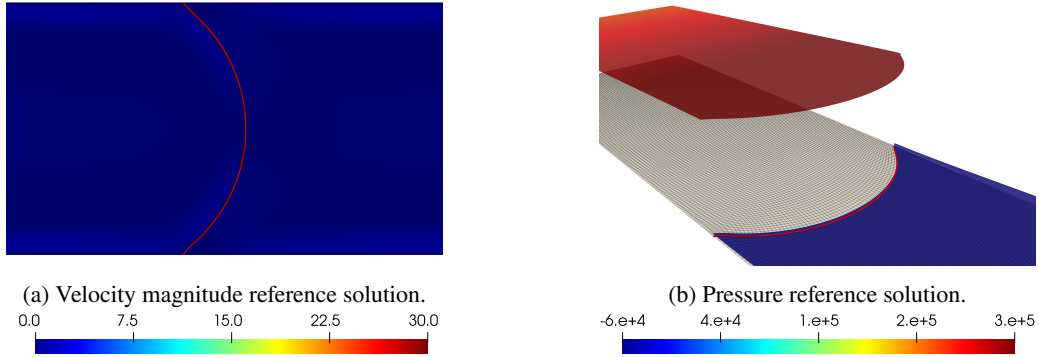 (a) Velocity magnitude reference solution.
0.0 7.5 15.0 22.5 30.0
(b) Pressure reference solution.
-6.e+4 4.e+4 1.e+5 2.e+5 3.e+5